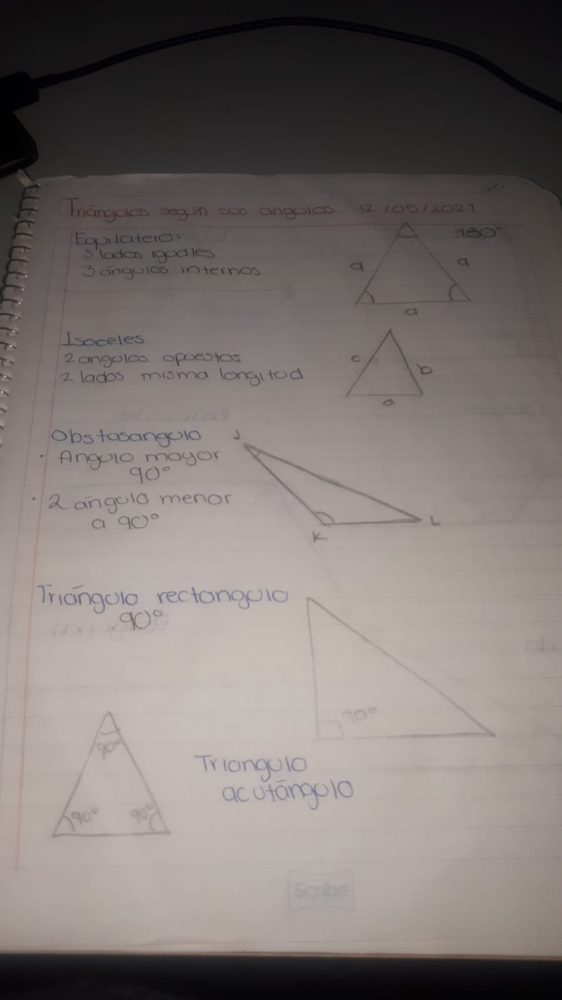 Triángulos según sus angulos 12/05/2021
Equilatero:
3 lados iguales
3 ángulos internos
180°
a
a
a
Isoceles
2 angulos opuestos
2 lados misma longitud
c
b
a
Obstusangulo
· Angulo mayor
90°
· 2 ángulo menor
a 90°
J
K
L
Triángulo rectangulo
90°
90°
90°
90°
90°
Triangulo
acutángulo
Scribe